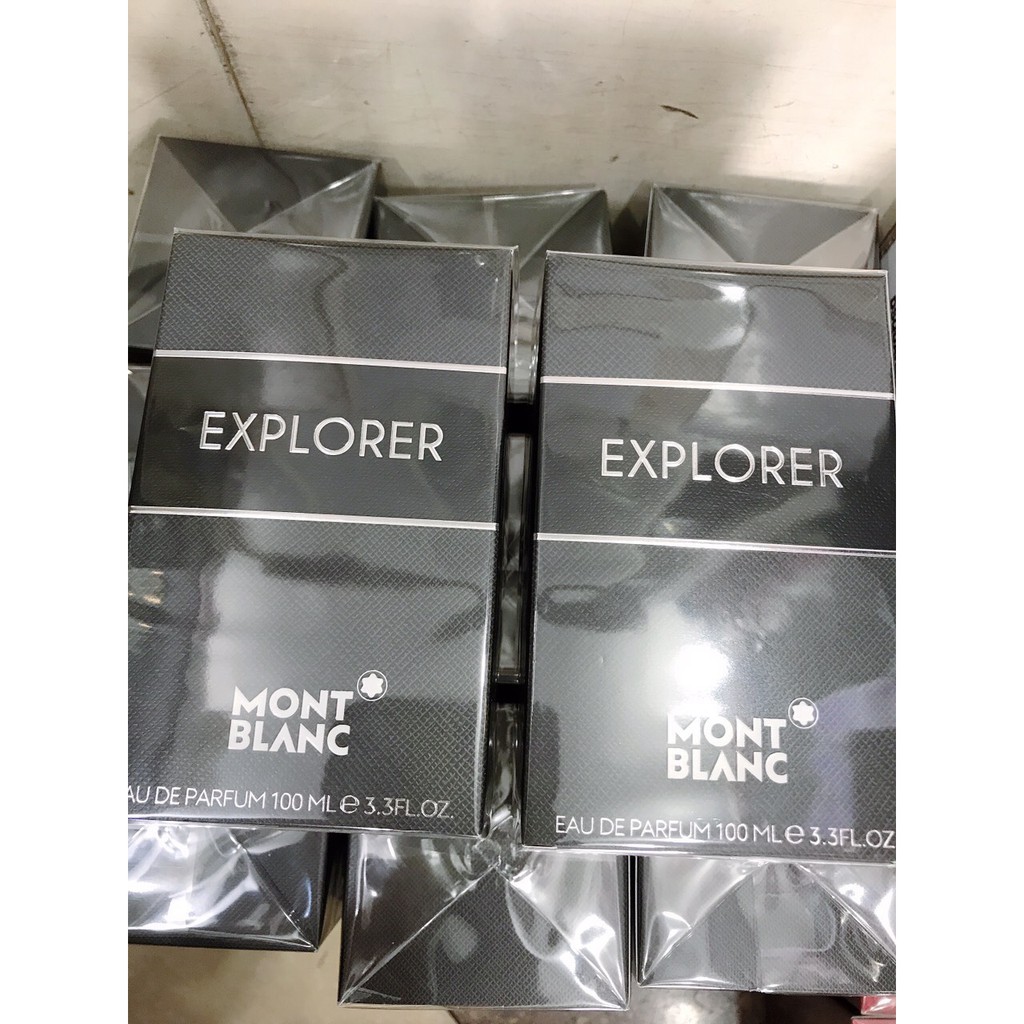 EXPLORER
MONT
BLANC
AU DE PARFUM 100 ML e 3.3FL.OZ.
EXPLORER
MONT
BLANC
EAU DE PARFUM 100 ML e 3.3FL.OZ